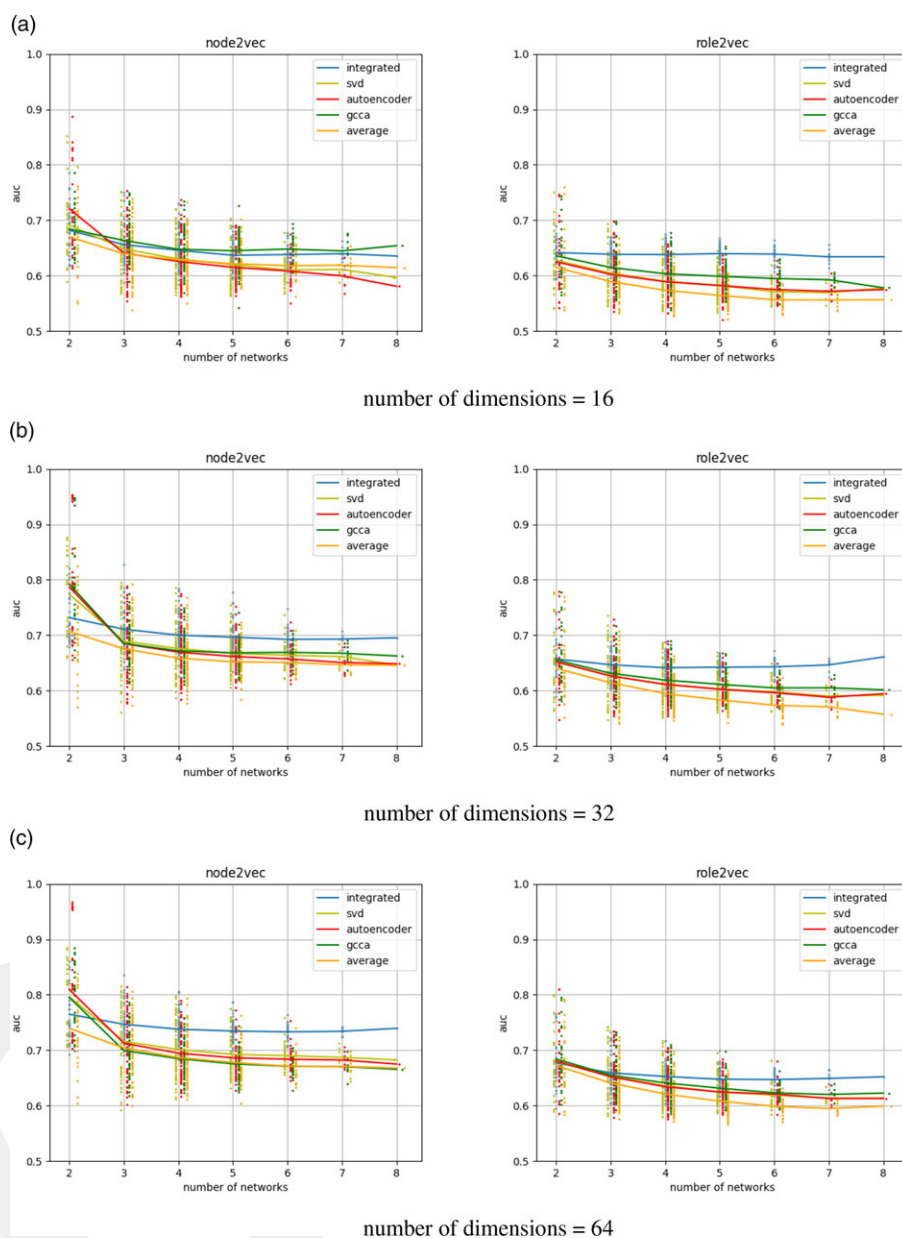 (a)
node2vec
role2vec
1.0
0.9
0.8
0.7
0.6
0.5
auc
integrated
svd
autoencoder
gcca
average
2 3 4 5 6 7 8
number of networks
1.0
0.9
0.8
0.7
0.6
0.5
auc
integrated
svd
autoencoder
gcca
average
2 3 4 5 6 7 8
number of networks
number of dimensions = 16
(b)
node2vec
role2vec
1.0
0.9
0.8
0.7
0.6
0.5
auc
integrated
svd
autoencoder
gcca
average
2 3 4 5 6 7 8
number of networks
1.0
0.9
0.8
0.7
0.6
0.5
auc
integrated
svd
autoencoder
gcca
average
2 3 4 5 6 7 8
number of networks
number of dimensions = 32
(c)
node2vec
role2vec
1.0
0.9
0.8
0.7
0.6
0.5
auc
integrated
svd
autoencoder
gcca
average
2 3 4 5 6 7 8
number of networks
1.0
0.9
0.8
0.7
0.6
0.5
auc
integrated
svd
autoencoder
gcca
average
2 3 4 5 6 7 8
number of networks
number of dimensions = 64